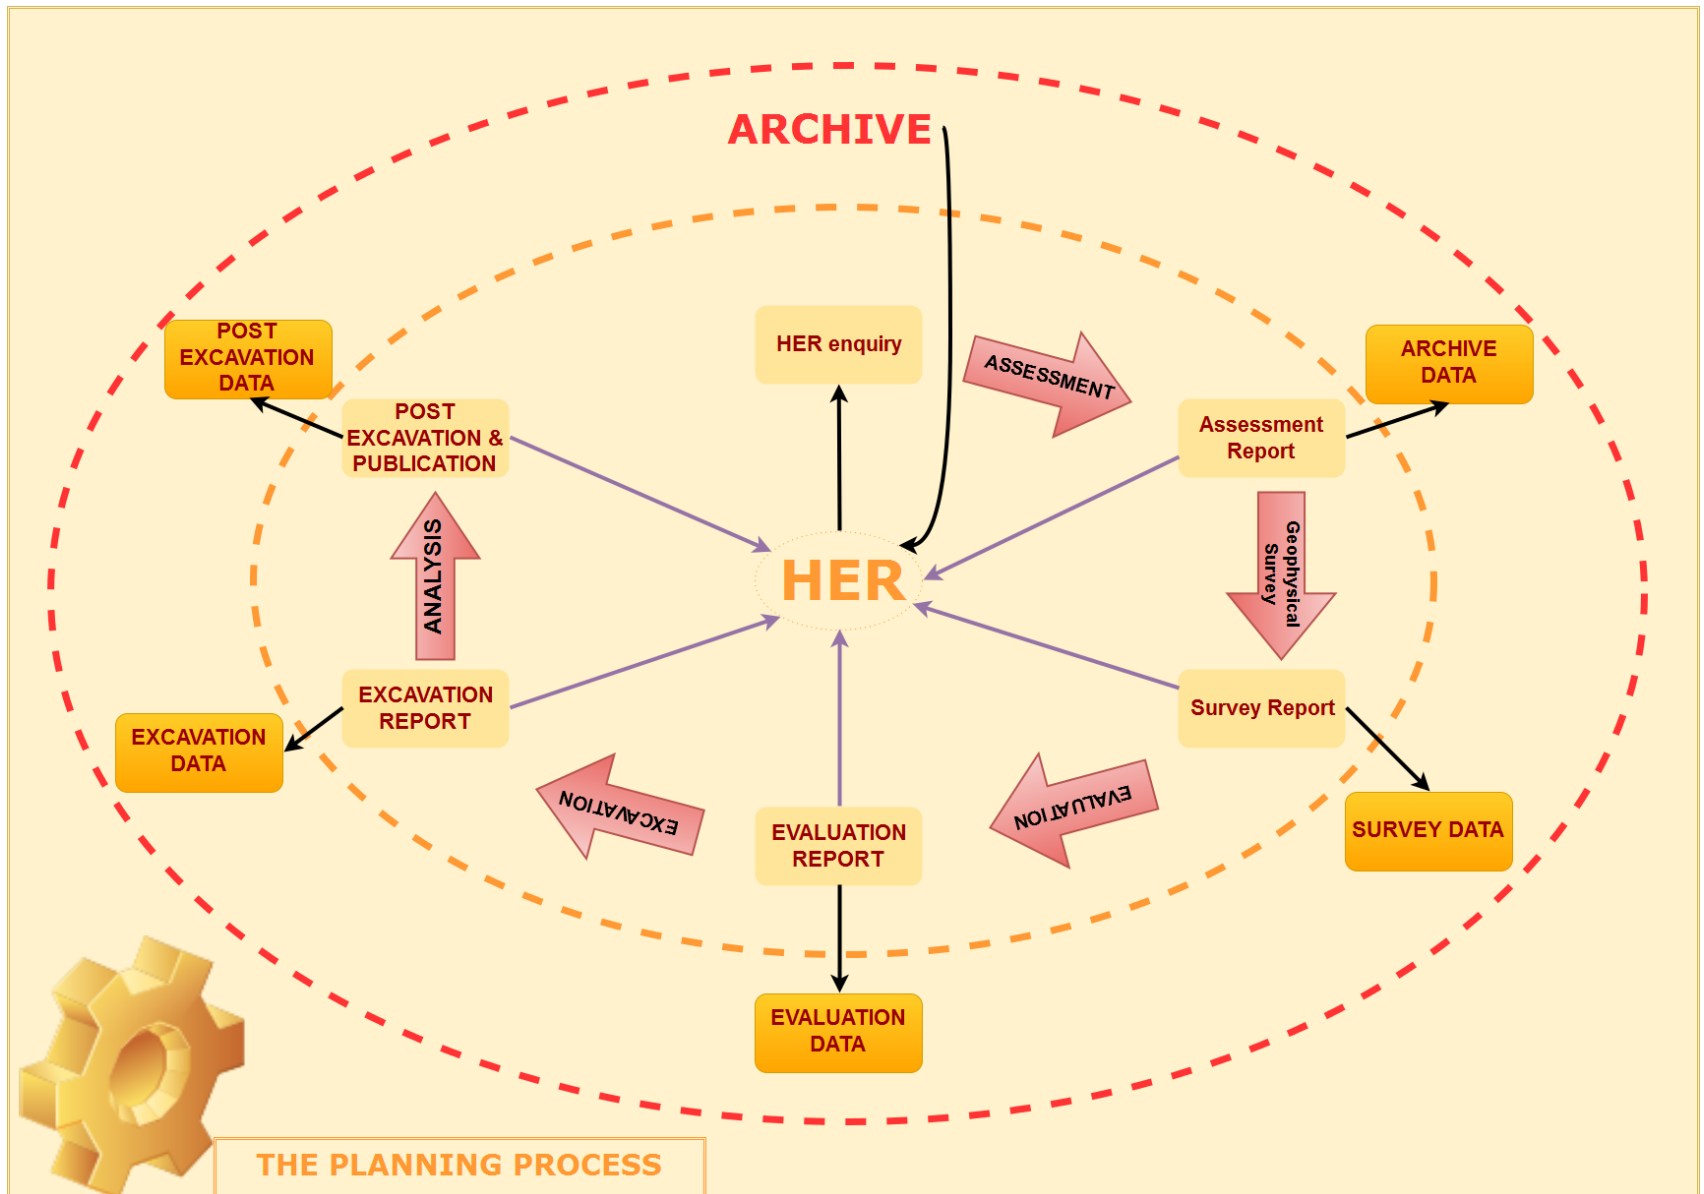 ARCHIVE
HER enquiry
ASSESSMENT
POST
EXCAVATION
DATA
ARCHIVE
DATA
POST
EXCAVATION &
PUBLICATION
Assessment
Report
ANALYSIS
HER
Geophysical
Survey
EXCAVATION
REPORT
Survey Report
EXCAVATION
DATA
EXCAVATION
EVALUATION
EVALUATION
REPORT
SURVEY DATA
EVALUATION
DATA
THE PLANNING PROCESS